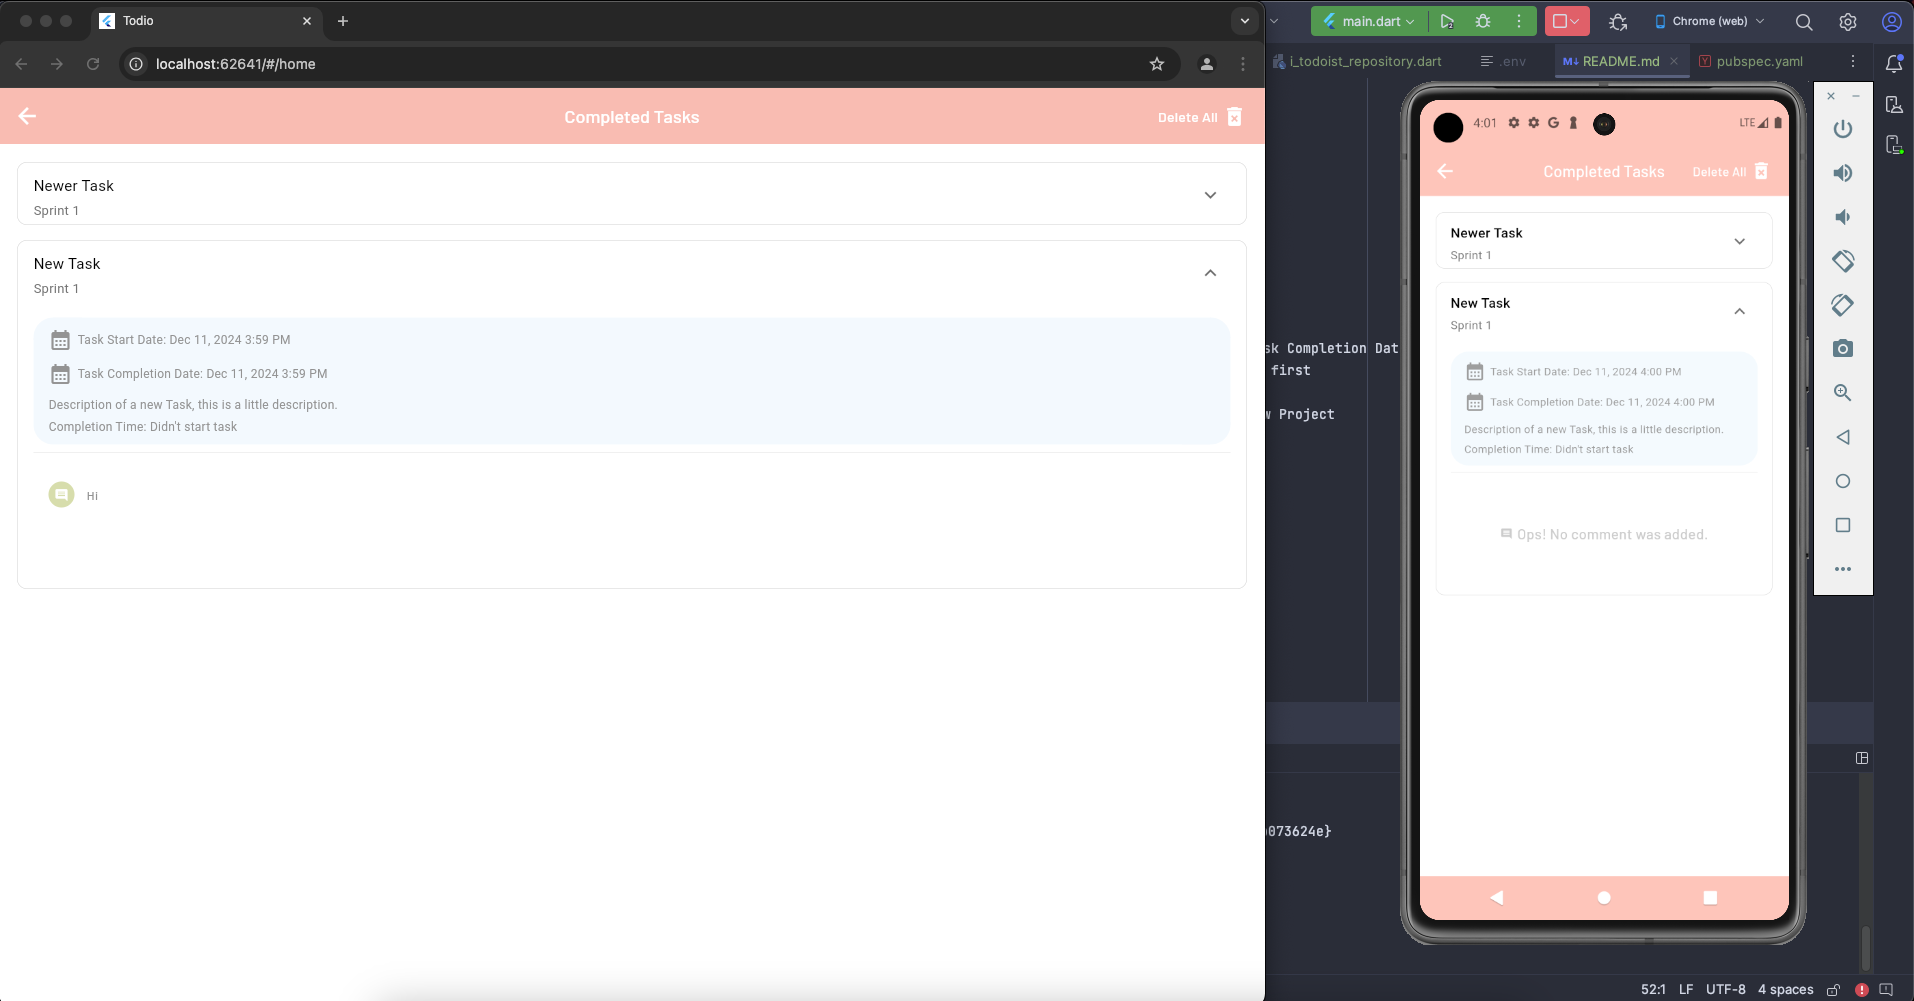 Todio
localhost:62641/#/home
Completed Tasks
Delete All
Newer Task
Sprint 1
New Task
Sprint 1
Task Start Date: Dec 11, 2024 3:59 PM
Task Completion Date: Dec 11, 2024 3:59 PM
Description of a new Task, this is a little description.
Completion Time: Didn't start task
Hi
main.dart
Chrome (web)
i_todoist_repository.dart
.env
README.md
pubspec.yaml
sk Completion Dat
first
w Project
073624e}
4:01
LTE
Completed Tasks
Delete All
Newer Task
Sprint 1
New Task
Sprint 1
Task Start Date: Dec 11, 2024 4:00 PM
Task Completion Date: Dec 11, 2024 4:00 PM
Description of a new Task, this is a little description.
Completion Time: Didn't start task
Ops! No comment was added.
52:1 LF UTF-8 4 spaces